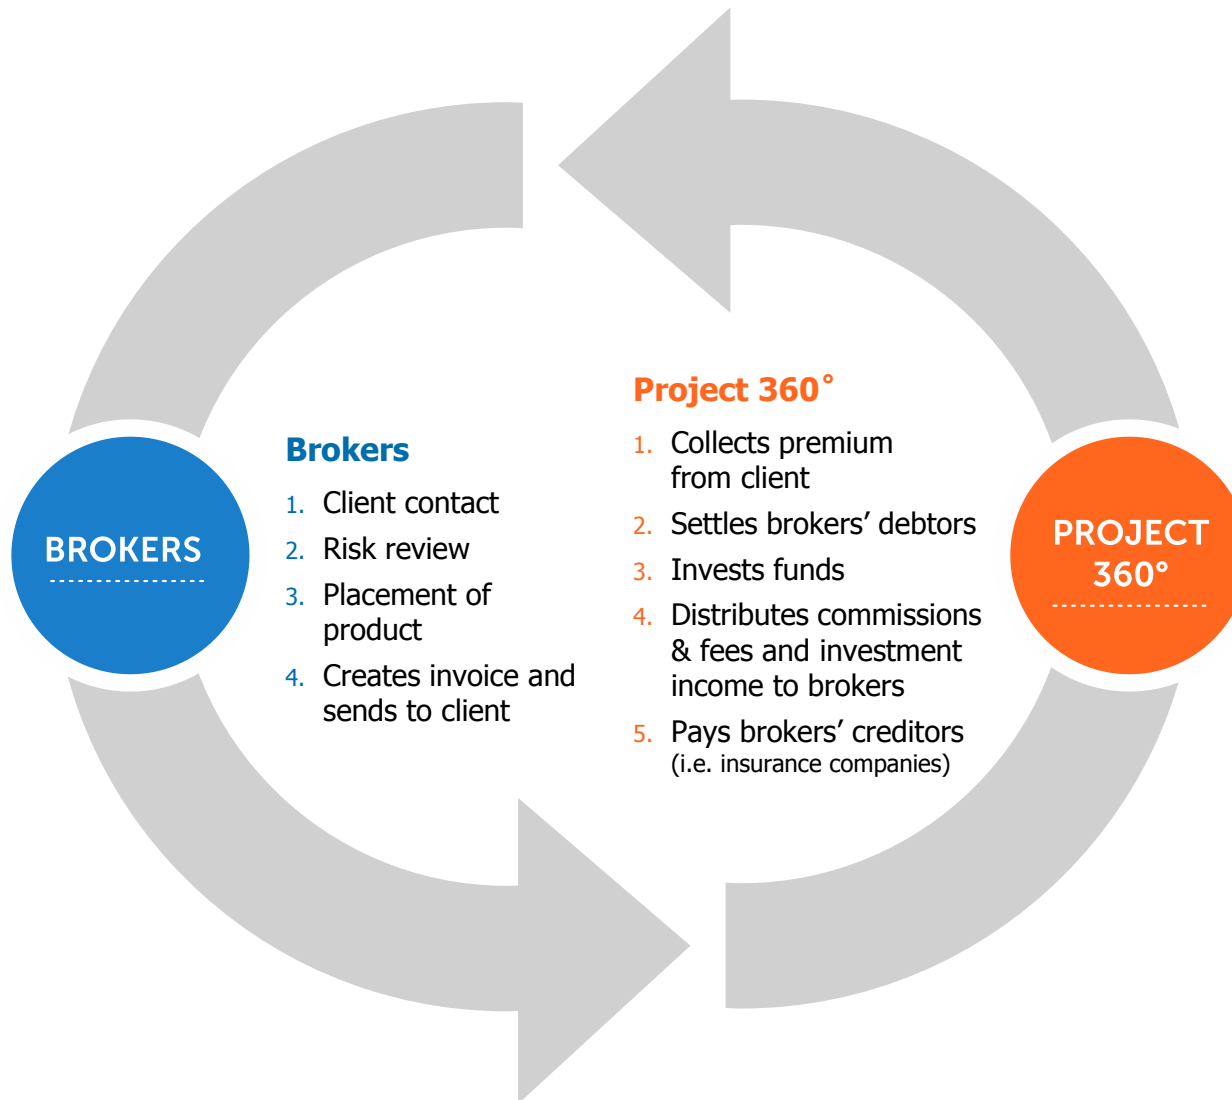 BROKERS
Brokers
1. Client contact
2. Risk review
3. Placement of
product
4. Creates invoice and
sends to client
Project 360°
1. Collects premium
from client
2. Settles brokers’ debtors
3. Invests funds
4. Distributes commissions
& fees and investment
income to brokers
5. Pays brokers’ creditors
(i.e. insurance companies)
PROJECT
360°